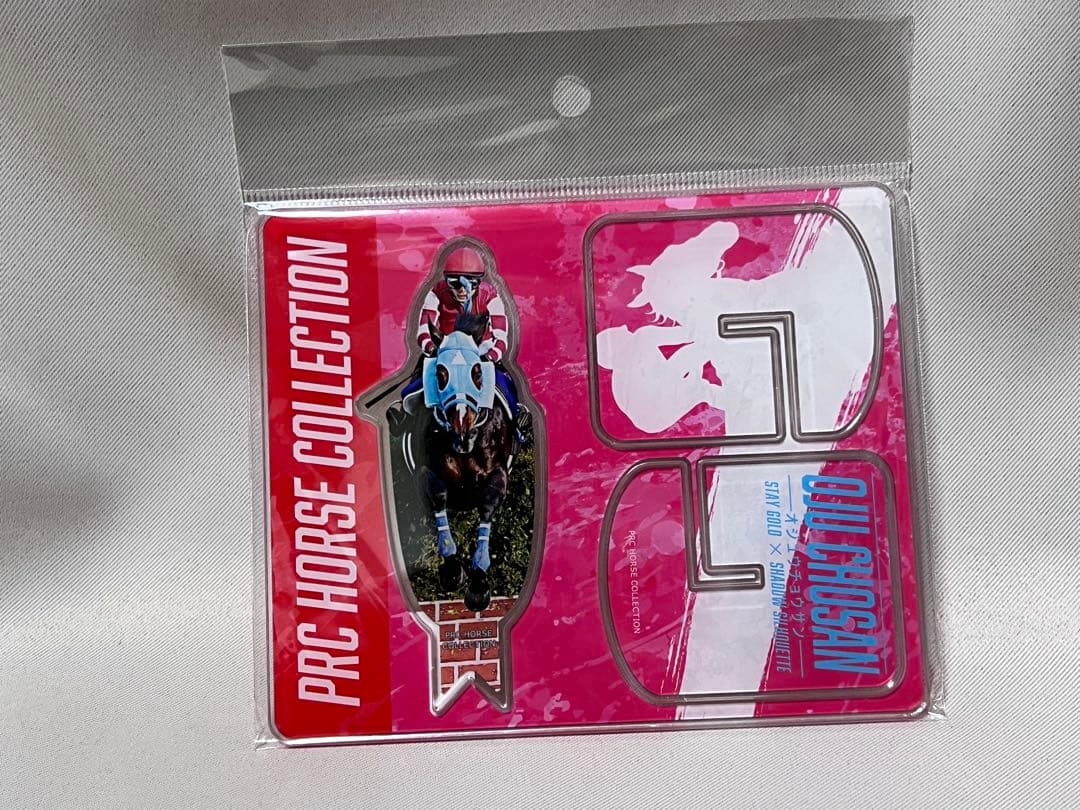 PRC HORSE COLLECTION
PRC HORSE
COLLECTION
OJU CHOSAN
オジュウチョウサン
STAY GOLD × SHADOW SILHOUETTE
PRC HORSE COLLECTION